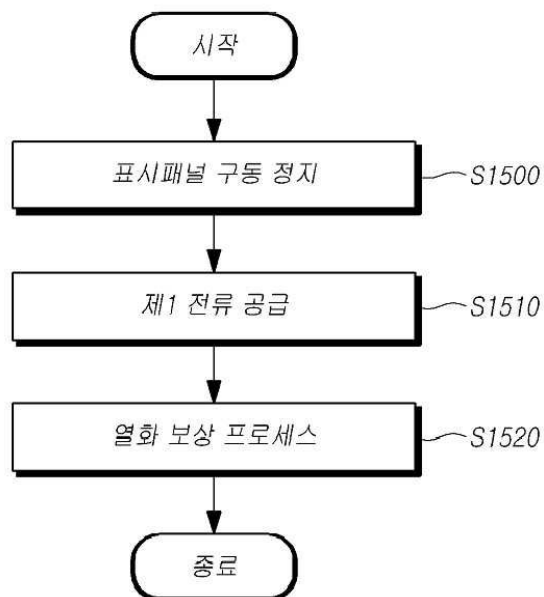 시작
표시패널 구동 정지
S1500
제1 전류 공급
S1510
열화 보상 프로세스
S1520
종료